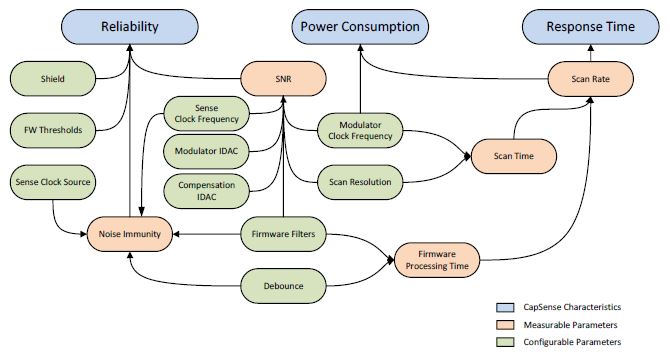 Reliability
Power Consumption
Response Time
Shield
SNR
Scan Rate
Sense
Clock Frequency
FW Thresholds
Modulator
Clock Frequency
Modulator IDAC
Scan Time
Sense Clock Source
Compensation
IDAC
Scan Resolution
Noise Immunity
Firmware Filters
Firmware
Processing Time
Debounce
CapSense Characteristics
Measurable Parameters
Configurable Parameters